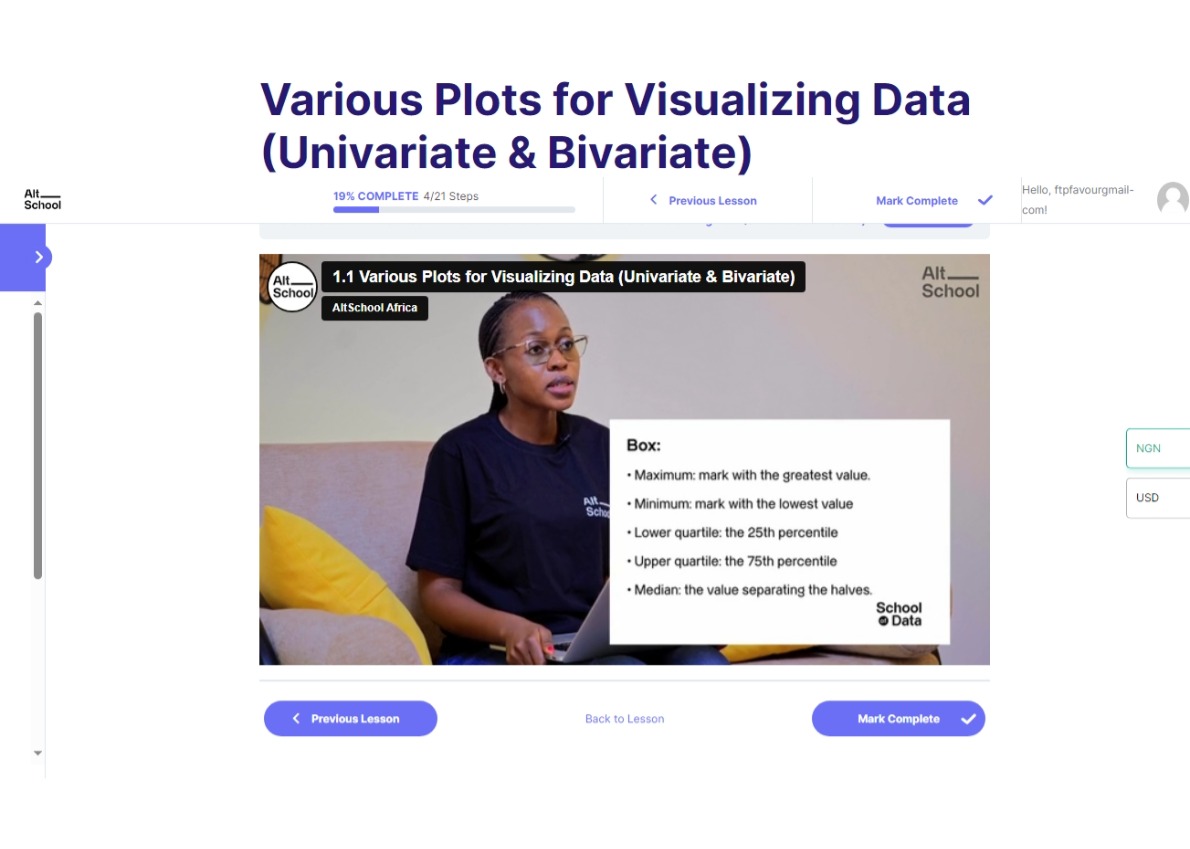 Various Plots for Visualizing Data
(Univariate & Bivariate)
Alt
School
19% COMPLETE 4/21 Steps
Previous Lesson
Mark Complete
Hello, ftpfavourgmail-
com!
Alt
School
1.1 Various Plots for Visualizing Data (Univariate & Bivariate)
AltSchool Africa
Alt
School
Alt
Box:
• Maximum: mark with the greatest value.
• Minimum: mark with the lowest value
• Lower quartile: the 25th percentile
• Upper quartile: the 75th percentile
• Median: the value separating the halves.
School
of Data
NGN
USD
Previous Lesson
Back to Lesson
Mark Complete